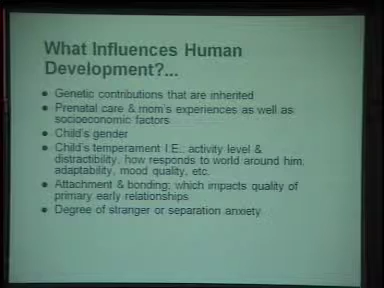 What Influences Human
Development?...
• Genetic contributions that are inherited
• Prenatal care & mom's experiences as well as
socioeconomic factors
• Child's gender
• Child's temperament I.E.: activity level &
distractibility, how responds to world around him,
adaptability, mood quality, etc.
• Attachment & bonding; which impacts quality of
primary early relationships
• Degree of stranger or separation anxiety